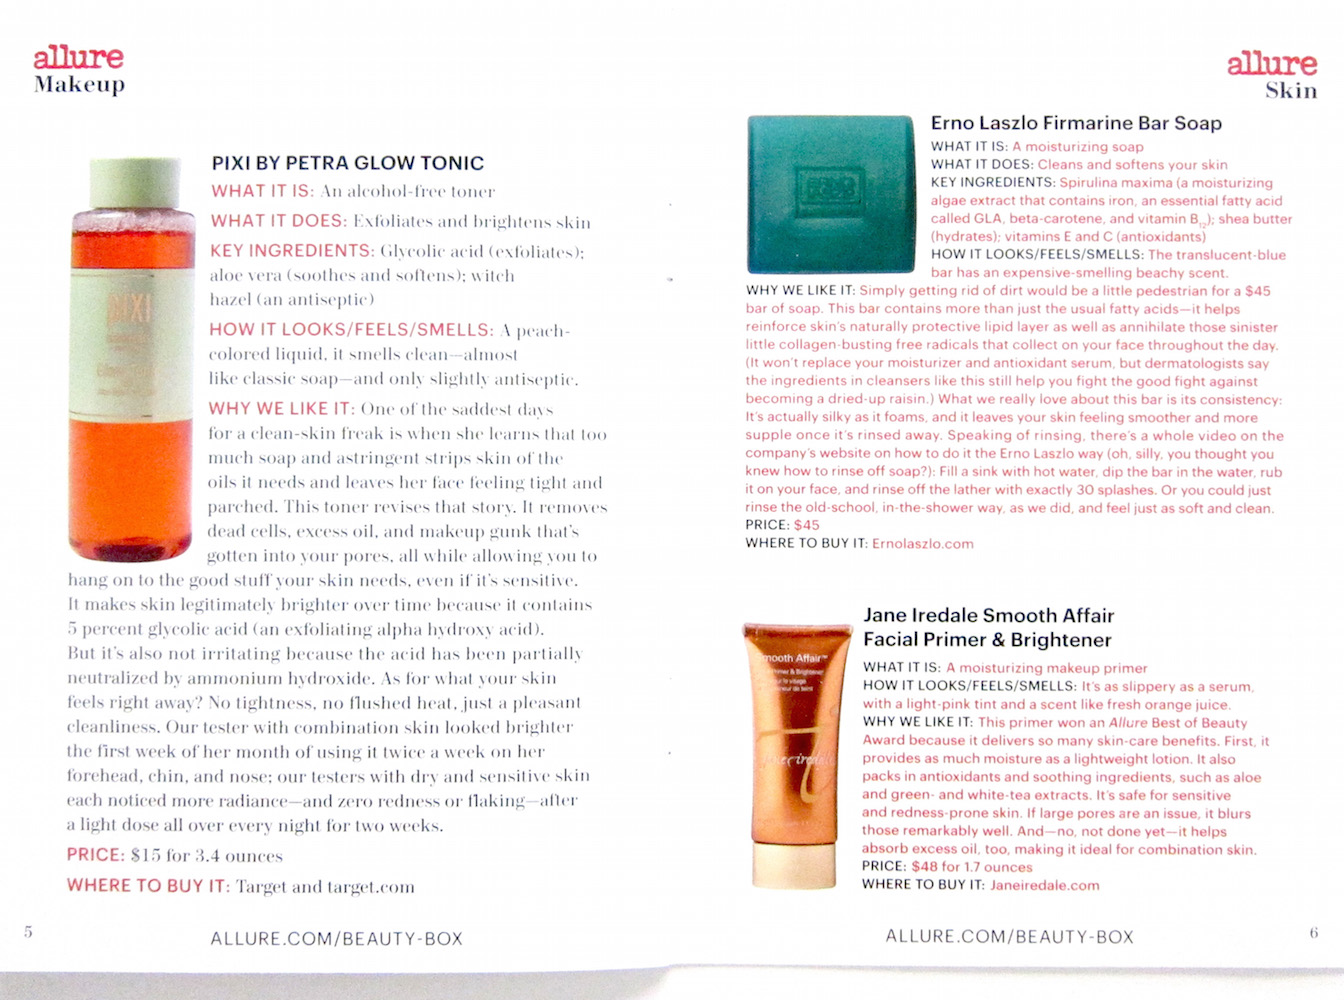 allure
Makeup
PIXI BY PETRA GLOW TONIC
WHAT IT IS: An alcohol-free toner
WHAT IT DOES: Exfoliates and brightens skin
KEY INGREDIENTS: Glycolic acid (exfoliates);
aloe vera (soothes and softens); witch
hazel (an antiseptic)
HOW IT LOOKS/FEELS/SMELLS: A peach-
colored liquid, it smells clean—almost
like classic soap—and only slightly antiseptic.
WHY WE LIKE IT: One of the saddest days
for a clean-skin freak is when she learns that too
much soap and astringent strips skin of the
oils it needs and leaves her face feeling tight and
parched. This toner revises that story. It removes
dead cells, excess oil, and makeup gunk that's
gotten into your pores, all while allowing you to
hang on to the good stuff your skin needs, even if it's sensitive.
It makes skin legitimately brighter over time because it contains
5 percent glycolic acid (an exfoliating alpha hydroxy acid).
But it's also not irritating because the acid has been partially
neutralized by ammonium hydroxide. As for what your skin
feels right away? No tightness, no flushed heat, just a pleasant
cleanliness. Our tester with combination skin looked brighter
the first week of her month of using it twice a week on her
forehead, chin, and nose; our testers with dry and sensitive skin
each noticed more radiance—and zero redness or flaking—after
a light dose all over every night for two weeks.
PRICE: $15 for 3.4 ounces
WHERE TO BUY IT: Target and target.com
5
ALLURE.COM/BEAUTY-BOX
PIXI
allure
Skin
Erno Laszlo Firmarine Bar Soap
WHAT IT IS: A moisturizing soap
WHAT IT DOES: Cleans and softens your skin
KEY INGREDIENTS: Spirulina maxima (a moisturizing
algae extract that contains iron, an essential fatty acid
called GLA, beta-carotene, and vitamin B12); shea butter
(hydrates); vitamins E and C (antioxidants)
HOW IT LOOKS/FEELS/SMELLS: The translucent-blue
bar has an expensive-smelling beachy scent.
WHY WE LIKE IT: Simply getting rid of dirt would be a little pedestrian for a $45
bar of soap. This bar contains more than just the usual fatty acids—it helps
reinforce skin's naturally protective lipid layer as well as annihilate those sinister
little collagen-busting free radicals that collect on your face throughout the day.
(It won't replace your moisturizer and antioxidant serum, but dermatologists say
the ingredients in cleansers like this still help you fight the good fight against
becoming a dried-up raisin.) What we really love about this bar is its consistency:
It's actually silky as it foams, and it leaves your skin feeling smoother and more
supple once it's rinsed away. Speaking of rinsing, there's a whole video on the
company's website on how to do it the Erno Laszlo way (oh, silly, you thought you
knew how to rinse off soap?): Fill a sink with hot water, dip the bar in the water, rub
it on your face, and rinse off the lather with exactly 30 splashes. Or you could just
rinse the old-school, in-the-shower way, as we did, and feel just as soft and clean.
PRICE: $45
WHERE TO BUY IT: Ernolaszlo.com
Jane Iredale Smooth Affair
Facial Primer & Brightener
WHAT IT IS: A moisturizing makeup primer
HOW IT LOOKS/FEELS/SMELLS: It's as slippery as a serum,
with a light-pink tint and a scent like fresh orange juice.
WHY WE LIKE IT: This primer won an Allure Best of Beauty
Award because it delivers so many skin-care benefits. First, it
provides as much moisture as a lightweight lotion. It also
packs in antioxidants and soothing ingredients, such as aloe
and green- and white-tea extracts. It's safe for sensitive
and redness-prone skin. If large pores are an issue, it blurs
those remarkably well. And—no, not done yet—it helps
absorb excess oil, too, making it ideal for combination skin.
PRICE: $48 for 1.7 ounces
WHERE TO BUY IT: Janeiredale.com
mooth Affair™
ALLURE.COM/BEAUTY-BOX
6